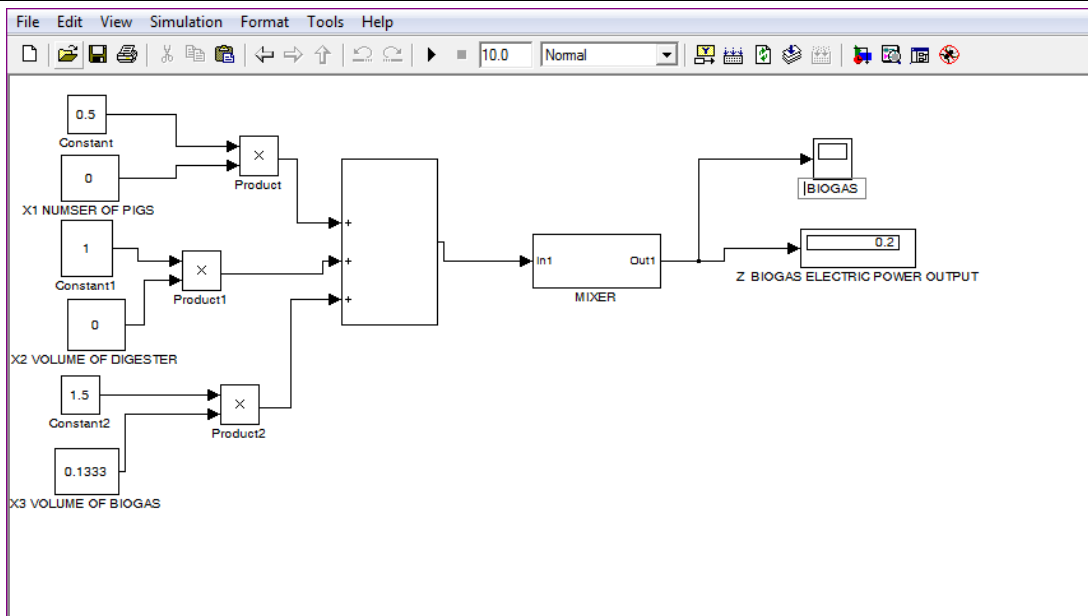 File Edit View Simulation Format Tools Help
10.0 Normal
0.5
Constant
0
X1 NUMSER OF PIGS
×
Product
1
Constant1
×
Product1
0
X2 VOLUME OF DIGESTER
1.5
Constant2
×
Product2
0.1333
X3 VOLUME OF BIOGAS
+
+
+
In1 Out1
MIXER
BIOGAS
0.2
Z BIOGAS ELECTRIC POWER OUTPUT